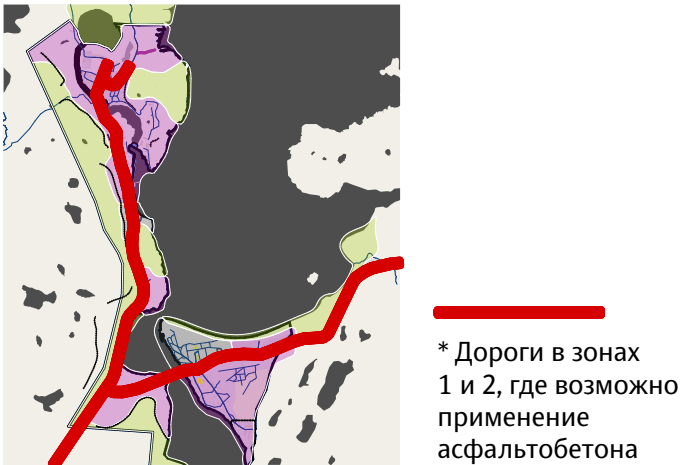 * Дороги в зонах
1 и 2, где возможно
применение
асфальтобетона